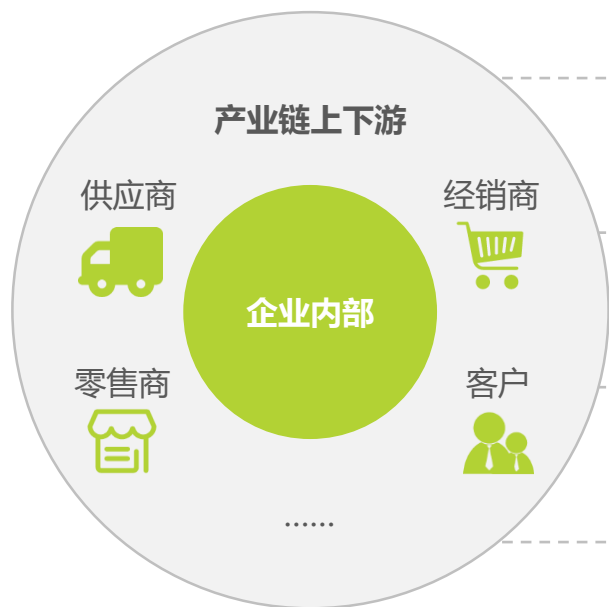 产业链上下游
供应商
经销商
企业内部
零售商
客户
......